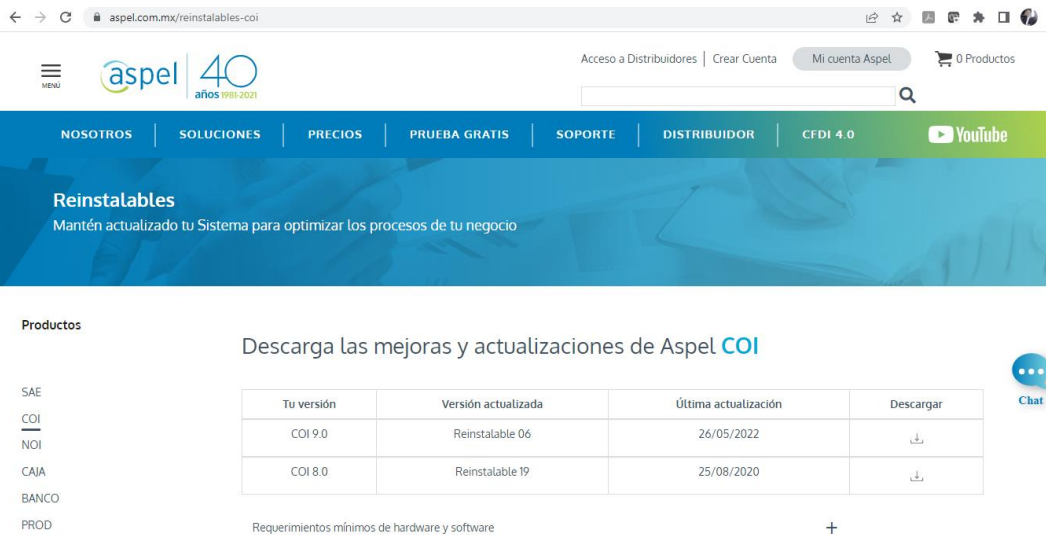 aspel.com.mx/reinstalables-coi
MENÚ
aspel
40
años 1981-2021
Acceso a Distribuidores | Crear Cuenta
Mi cuenta Aspel
0 Productos
NOSOTROS
SOLUCIONES
PRECIOS
PRUEBA GRATIS
SOPORTE
DISTRIBUIDOR
CFDI 4.0
YouTube
Reinstalables
Mantén actualizado tu Sistema para optimizar los procesos de tu negocio
Productos
SAE
COI
NOI
CAJA
BANCO
PROD
Descarga las mejoras y actualizaciones de Aspel COI
Tu versión Versión actualizada Última actualización Descargar
COI 9.0 Reinstalable 06 26/05/2022
COI 8.0 Reinstalable 19 25/08/2020
Requerimientos mínimos de hardware y software +
Chat